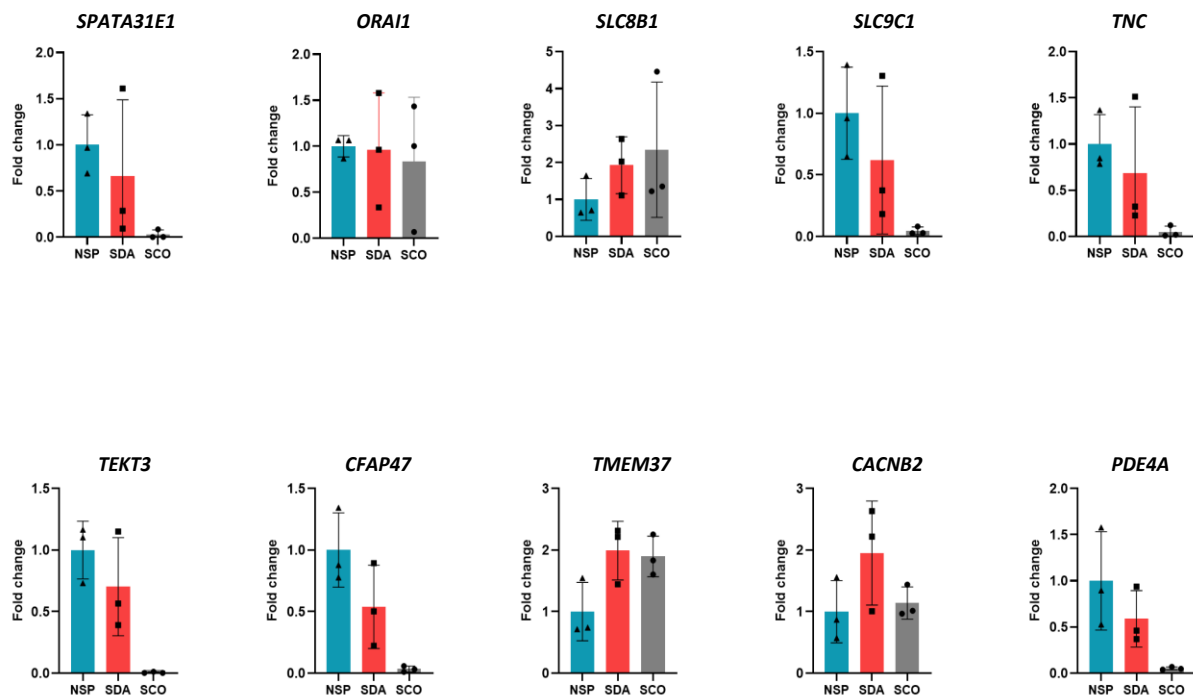 SPATA31E1
ORAI1
SLC8B1
SLC9C1
TNC
Fold change
2.0
1.5
1.0
0.5
0.0
NSP SDA SCO
Fold change
2.0
1.5
1.0
0.5
0.0
NSP SDA SCO
Fold change
5
4
3
2
1
0
NSP SDA SCO
Fold change
1.5
1.0
0.5
0.0
NSP SDA SCO
Fold change
2.0
1.5
1.0
0.5
0.0
NSP SDA SCO
TEKT3
CFAP47
TMEM37
CACNB2
PDE4A
Fold change
1.5
1.0
0.5
0.0
NSP SDA SCO
Fold change
1.5
1.0
0.5
0.0
NSP SDA SCO
Fold change
3
2
1
0
NSP SDA SCO
Fold change
3
2
1
0
NSP SDA SCO
Fold change
2.0
1.5
1.0
0.5
0.0
NSP SDA SCO